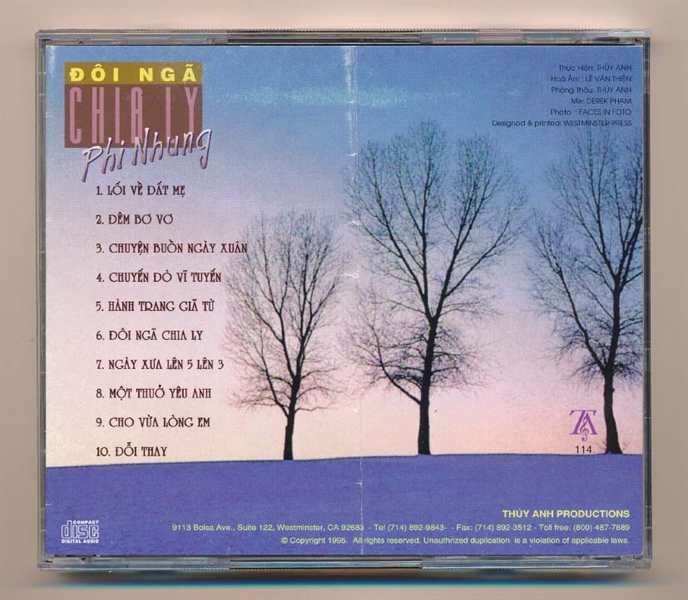 ĐÔI NGÃ
CHIA LY
Phi Nhung
1. LỐI VỀ ĐẤT MẸ
2. ĐÊM BƠ VƠ
3. CHUYỆN BUỒN NGÀY XUÂN
4. CHUYẾN ĐÒ VĨ TUYẾN
5. HÀNH TRANG GIÃ TỪ
6. ĐÔI NGÃ CHIA LY
7. NGÀY XƯA LÊN 5 LÊN 3
8. MỘT THUỞ YÊU ANH
9. CHO VỪA LÒNG EM
10. ĐỔI THAY
Thực Hiện: THÚY ANH
Hoà Âm : LÊ VĂN THIỆN
Phòng Thâu: THÚY ANH
Mix: DEREK PHAM
Photo : FACES IN FOTO
Designed & printed: WESTMINSTER PRESS
TA
114
THÚY ANH PRODUCTIONS
COMPACT
disc
DIGITAL AUDIO
9113 Bolsa Ave., Suite 122, Westminster, CA 92683 - Tel (714) 892-9843- - Fax: (714) 892-3512 - Toll free: (800) 487-7889
© Copyright 1995. All rights reserved. Unauthrized duplication is a violation of applicable laws.